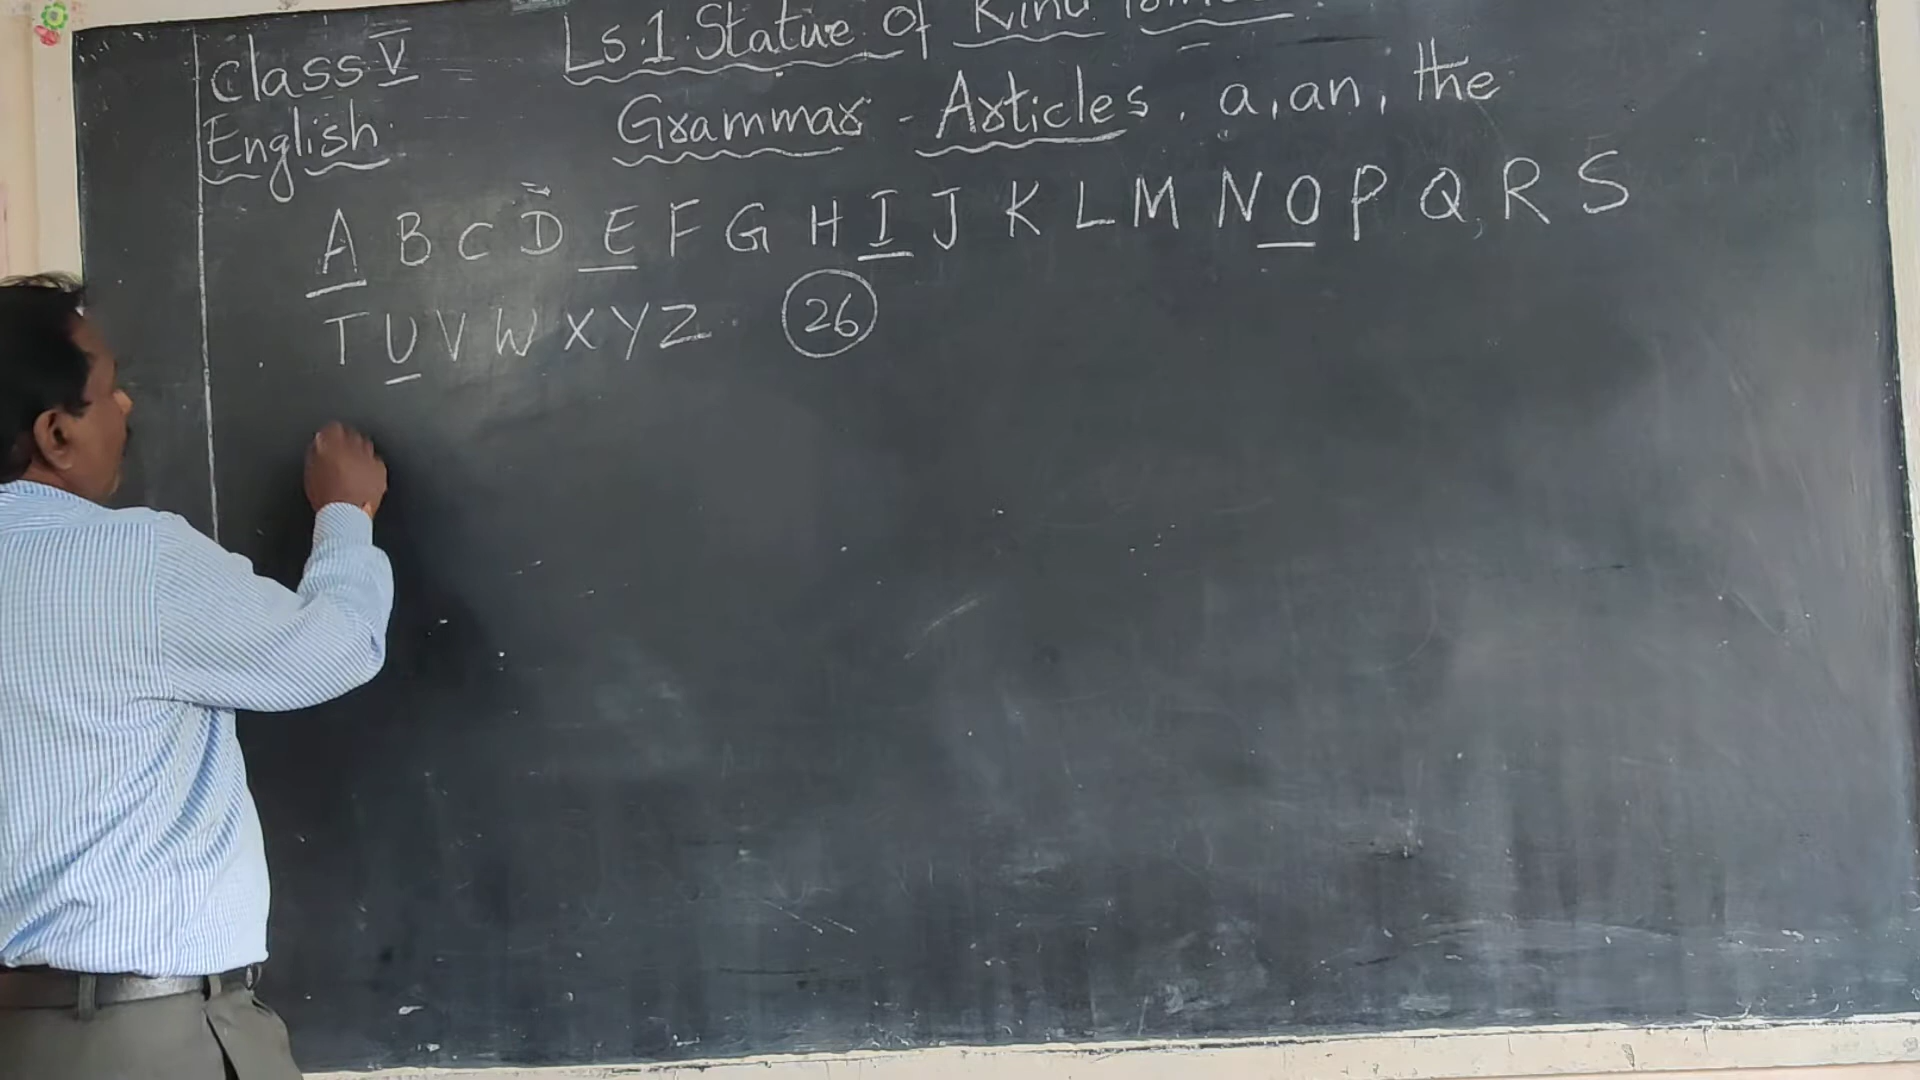 Class V
Ls.1. Statue of
English
Grammar - Articles. a, an, the
A B C D E F G H I J K L M N O P Q R S
T U V W X Y Z 26